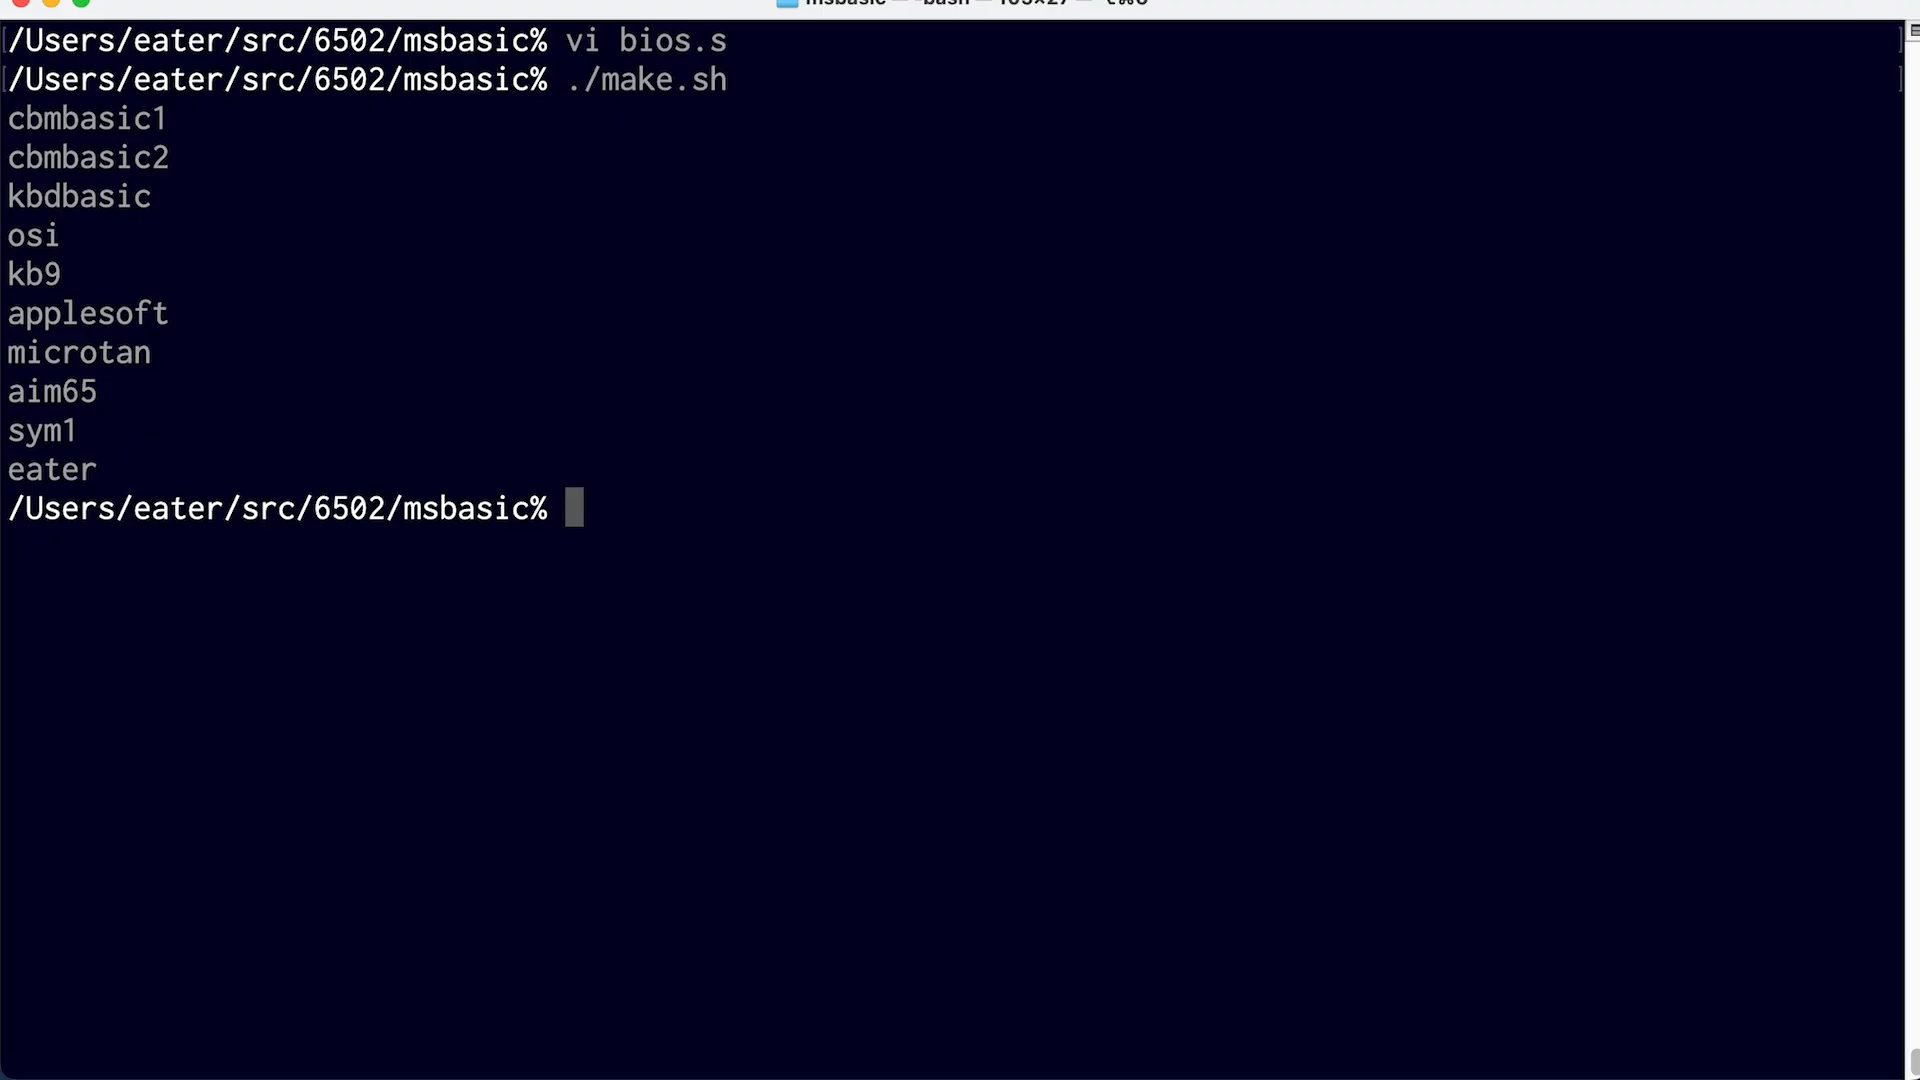 /Users/eater/src/6502/msbasic% vi bios.s
/Users/eater/src/6502/msbasic% ./make.sh
cbmbasic1
cbmbasic2
kbdbasic
osi
kb9
applesoft
microtan
aim65
sym1
eater
/Users/eater/src/6502/msbasic%